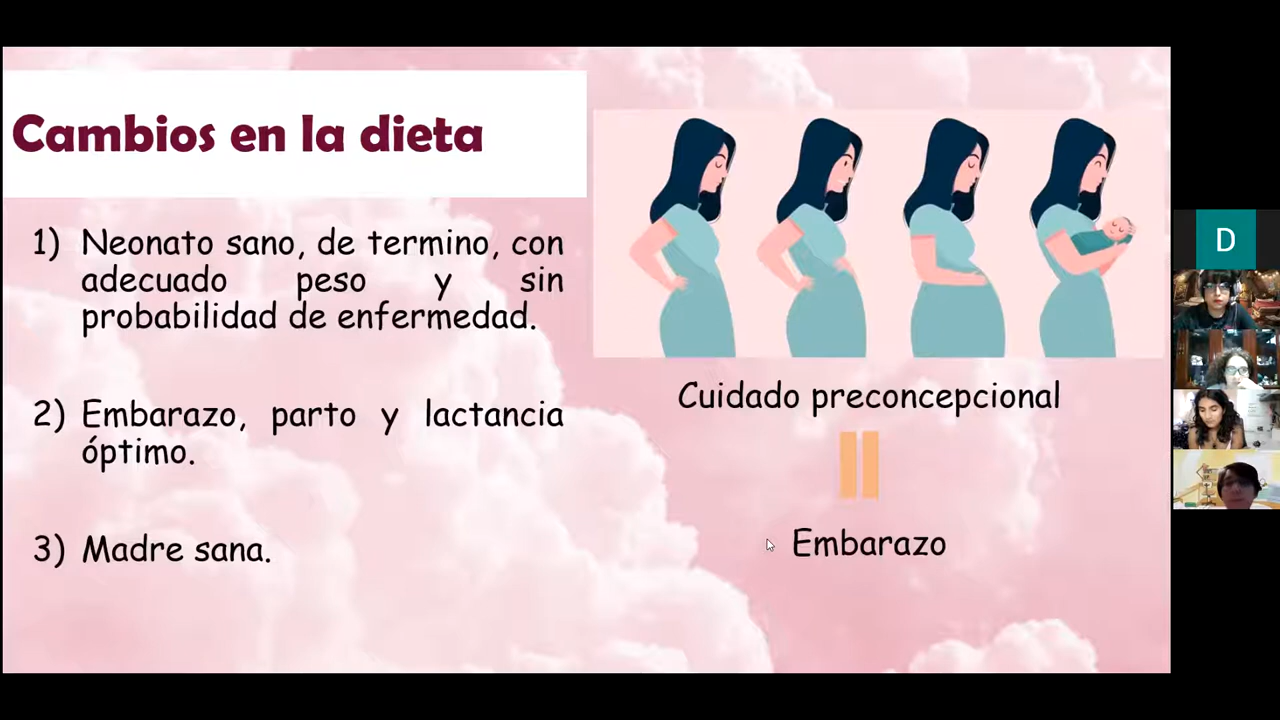 Cambios en la dieta
1) Neonato sano, de termino, con
adecuado peso y sin
probabilidad de enfermedad.
2) Embarazo, parto y lactancia
óptimo.
3) Madre sana.
Cuidado preconcepcional
Embarazo
D